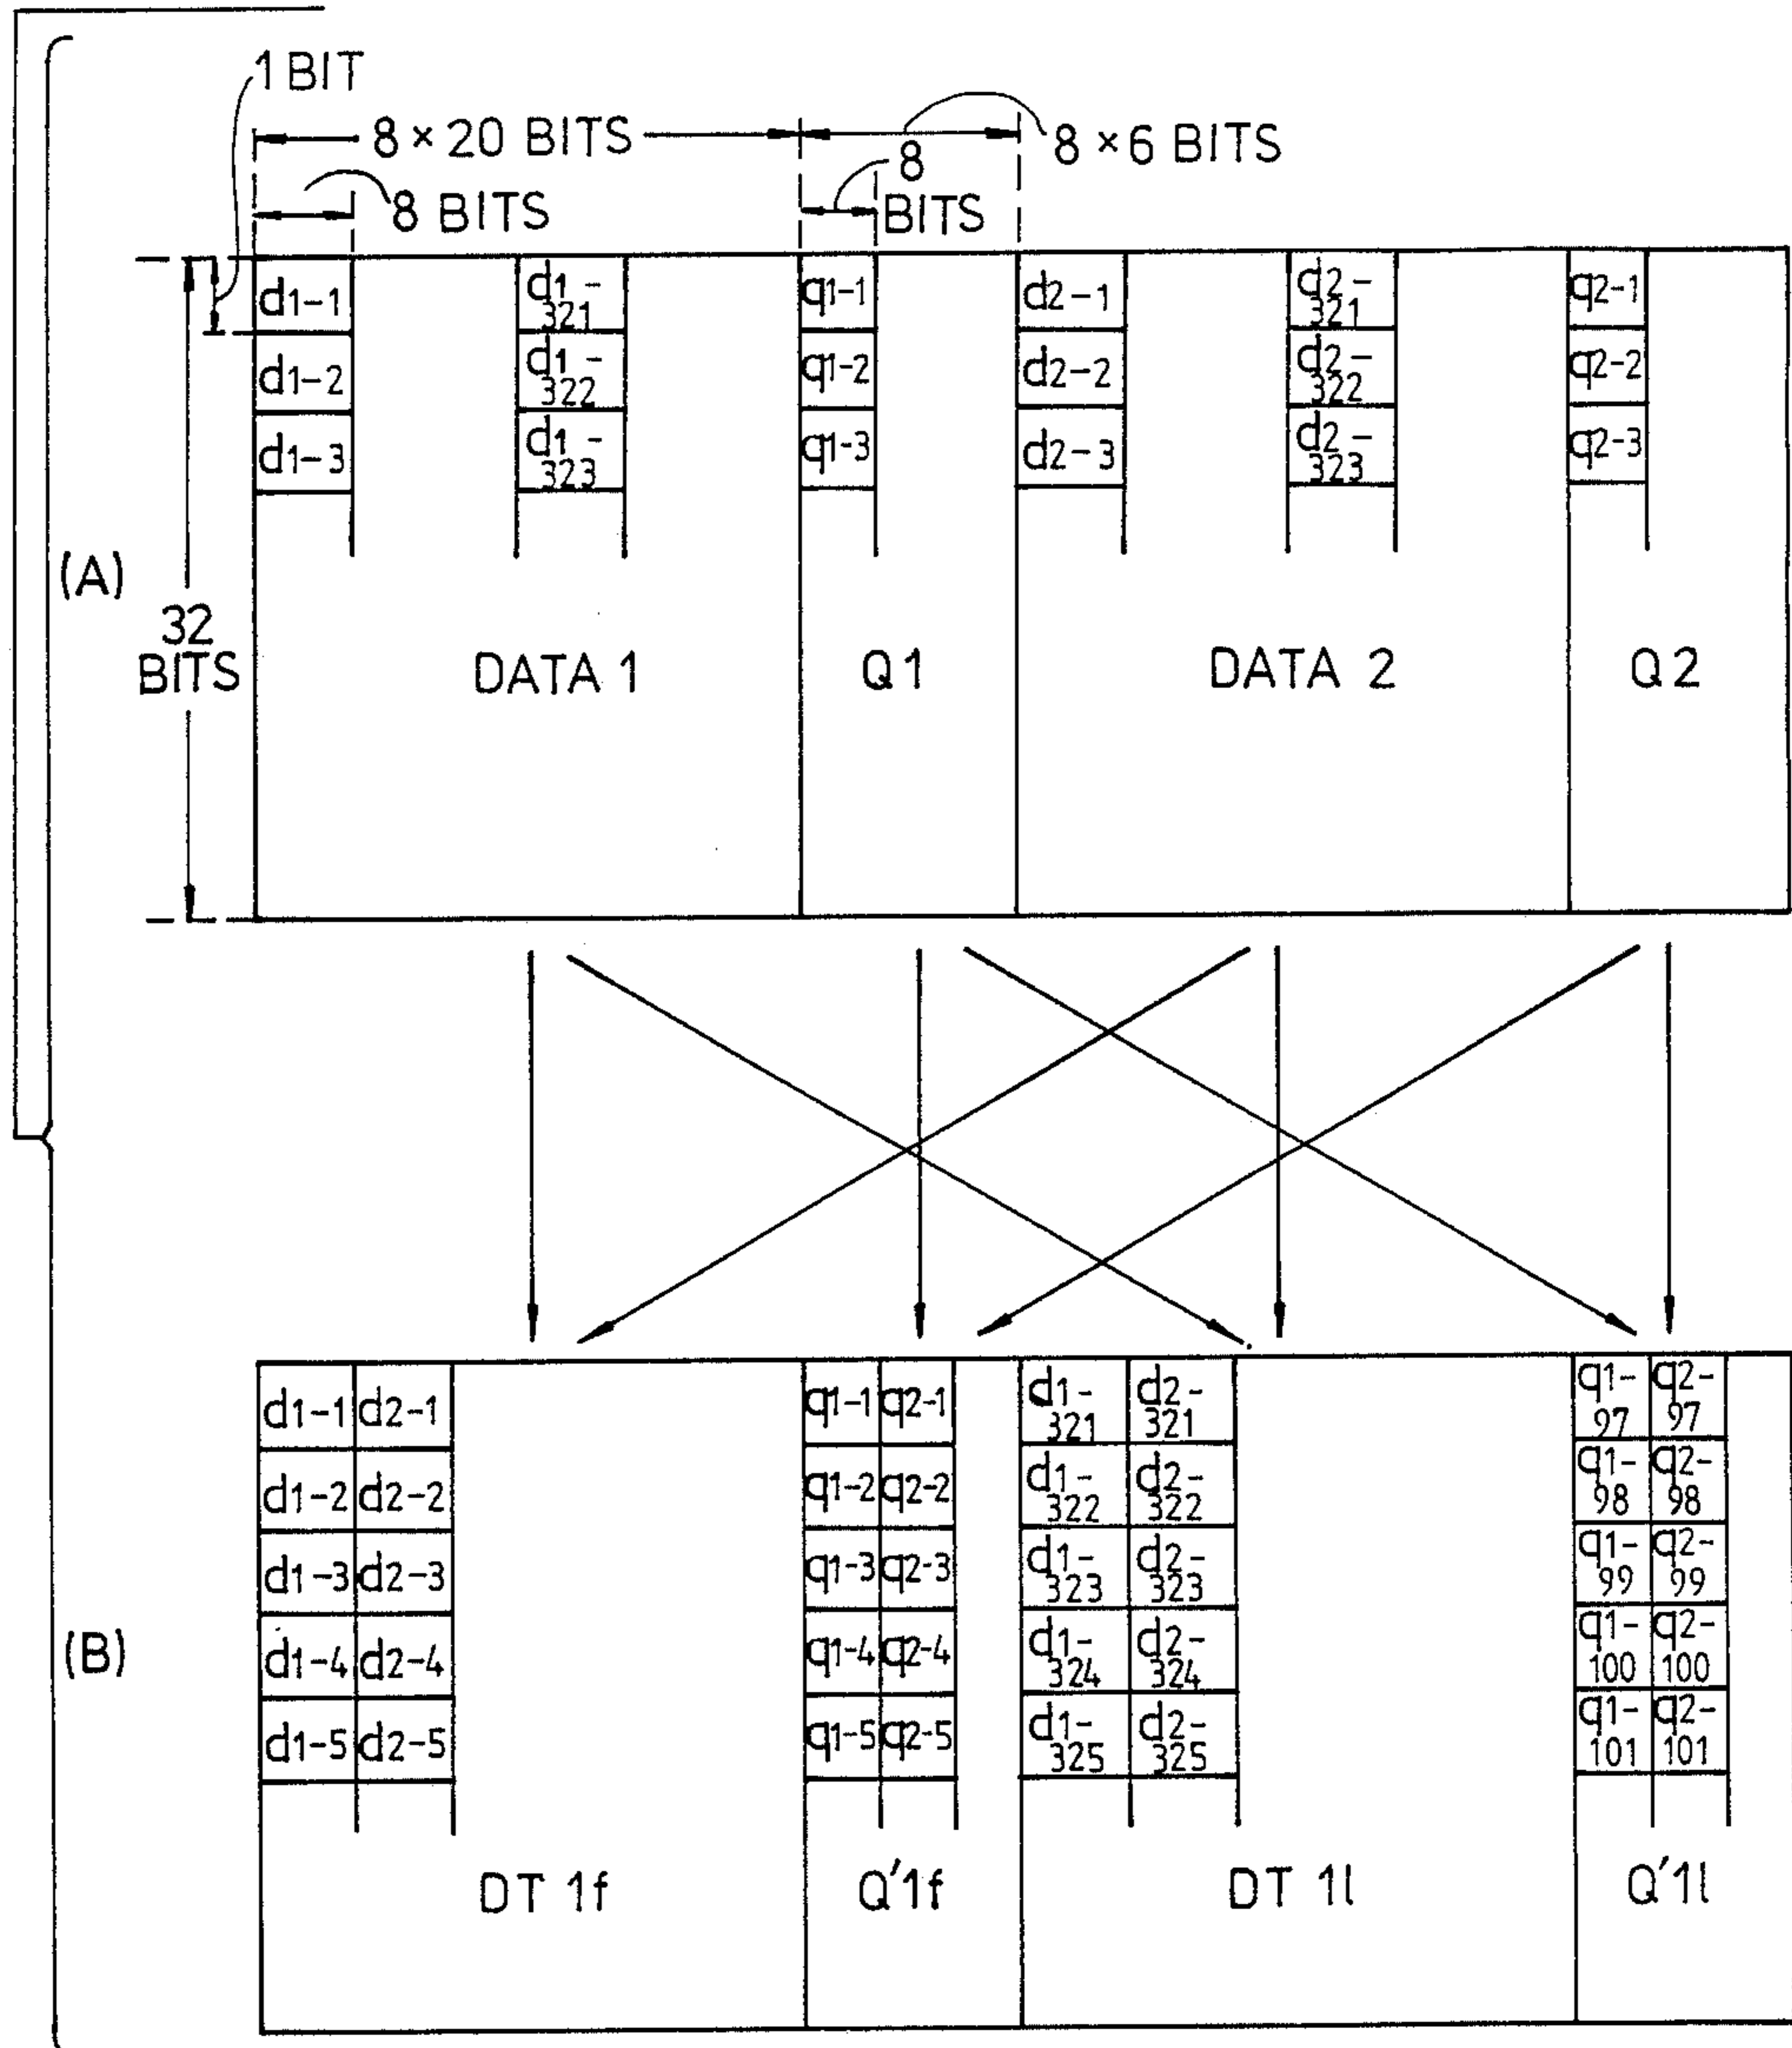 1 BIT
8 × 20 BITS
8 × 6 BITS
8 BITS
8 BITS
d1-1
d1-321
q1-1
d2-1
d2-321
q2-1
d1-2
d1-322
q1-2
d2-2
d2-322
q2-2
d1-3
d1-323
q1-3
d2-3
d2-323
q2-3
(A)
32 BITS
DATA 1
Q1
DATA 2
Q2
d1-1 d2-1
q1-1 q2-1
d1-321 d2-321
q1-97 q2-97
d1-2 d2-2
q1-2 q2-2
d1-322 d2-322
q1-98 q2-98
d1-3 d2-3
q1-3 q2-3
d1-323 d2-323
q1-99 q2-99
(B)
d1-4 d2-4
q1-4 q2-4
d1-324 d2-324
q1-100 q2-100
d1-5 d2-5
q1-5 q2-5
d1-325 d2-325
q1-101 q2-101
DT 1f
Q'1f
DT 1l
Q'1l